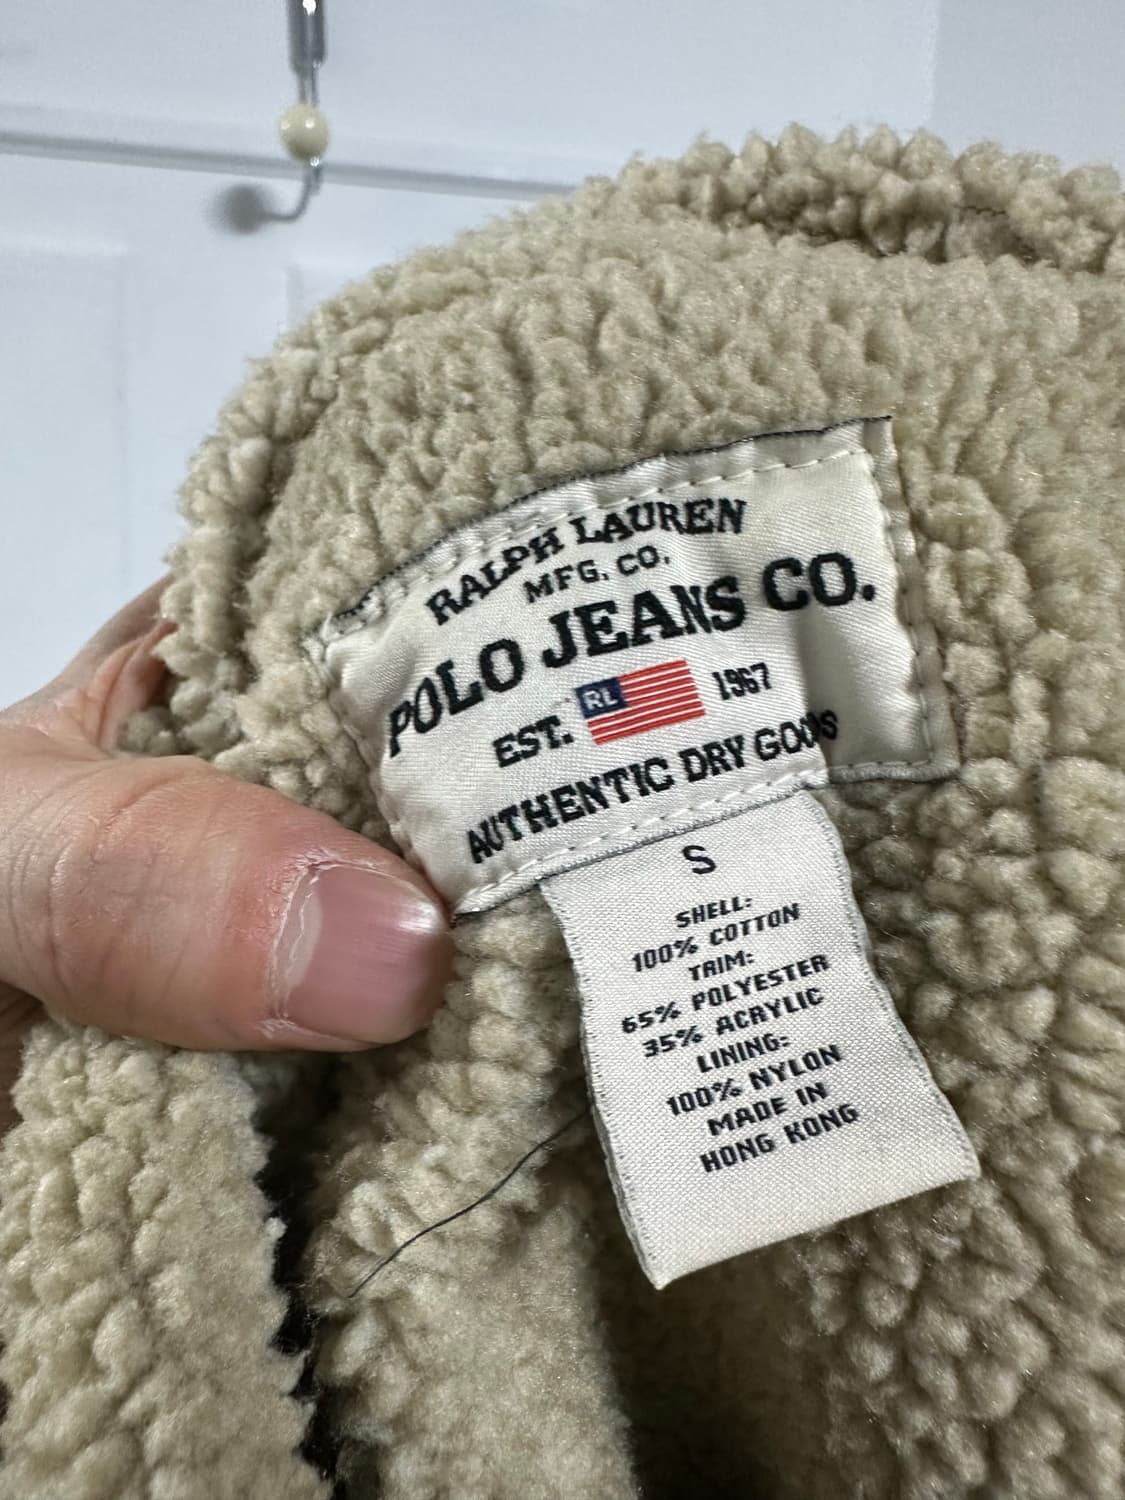 RALPH LAUREN
MFG. CO.
POLO JEANS CO.
EST. RL 1967
AUTHENTIC DRY GOODS
S
SHELL:
100% COTTON
TRIM:
65% POLYESTER
35% ACRYLIC
LINING:
100% NYLON
MADE IN
HONG KONG